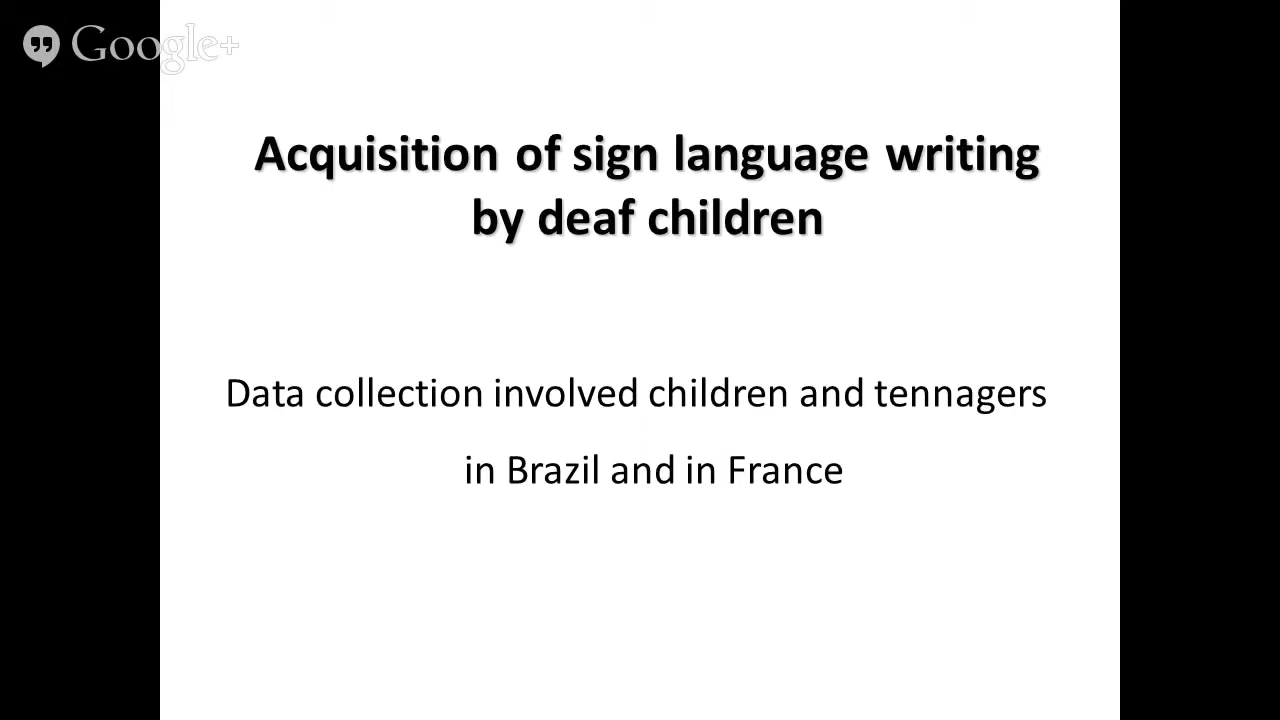 Google+
Acquisition of sign language writing
by deaf children
Data collection involved children and tennagers
in Brazil and in France